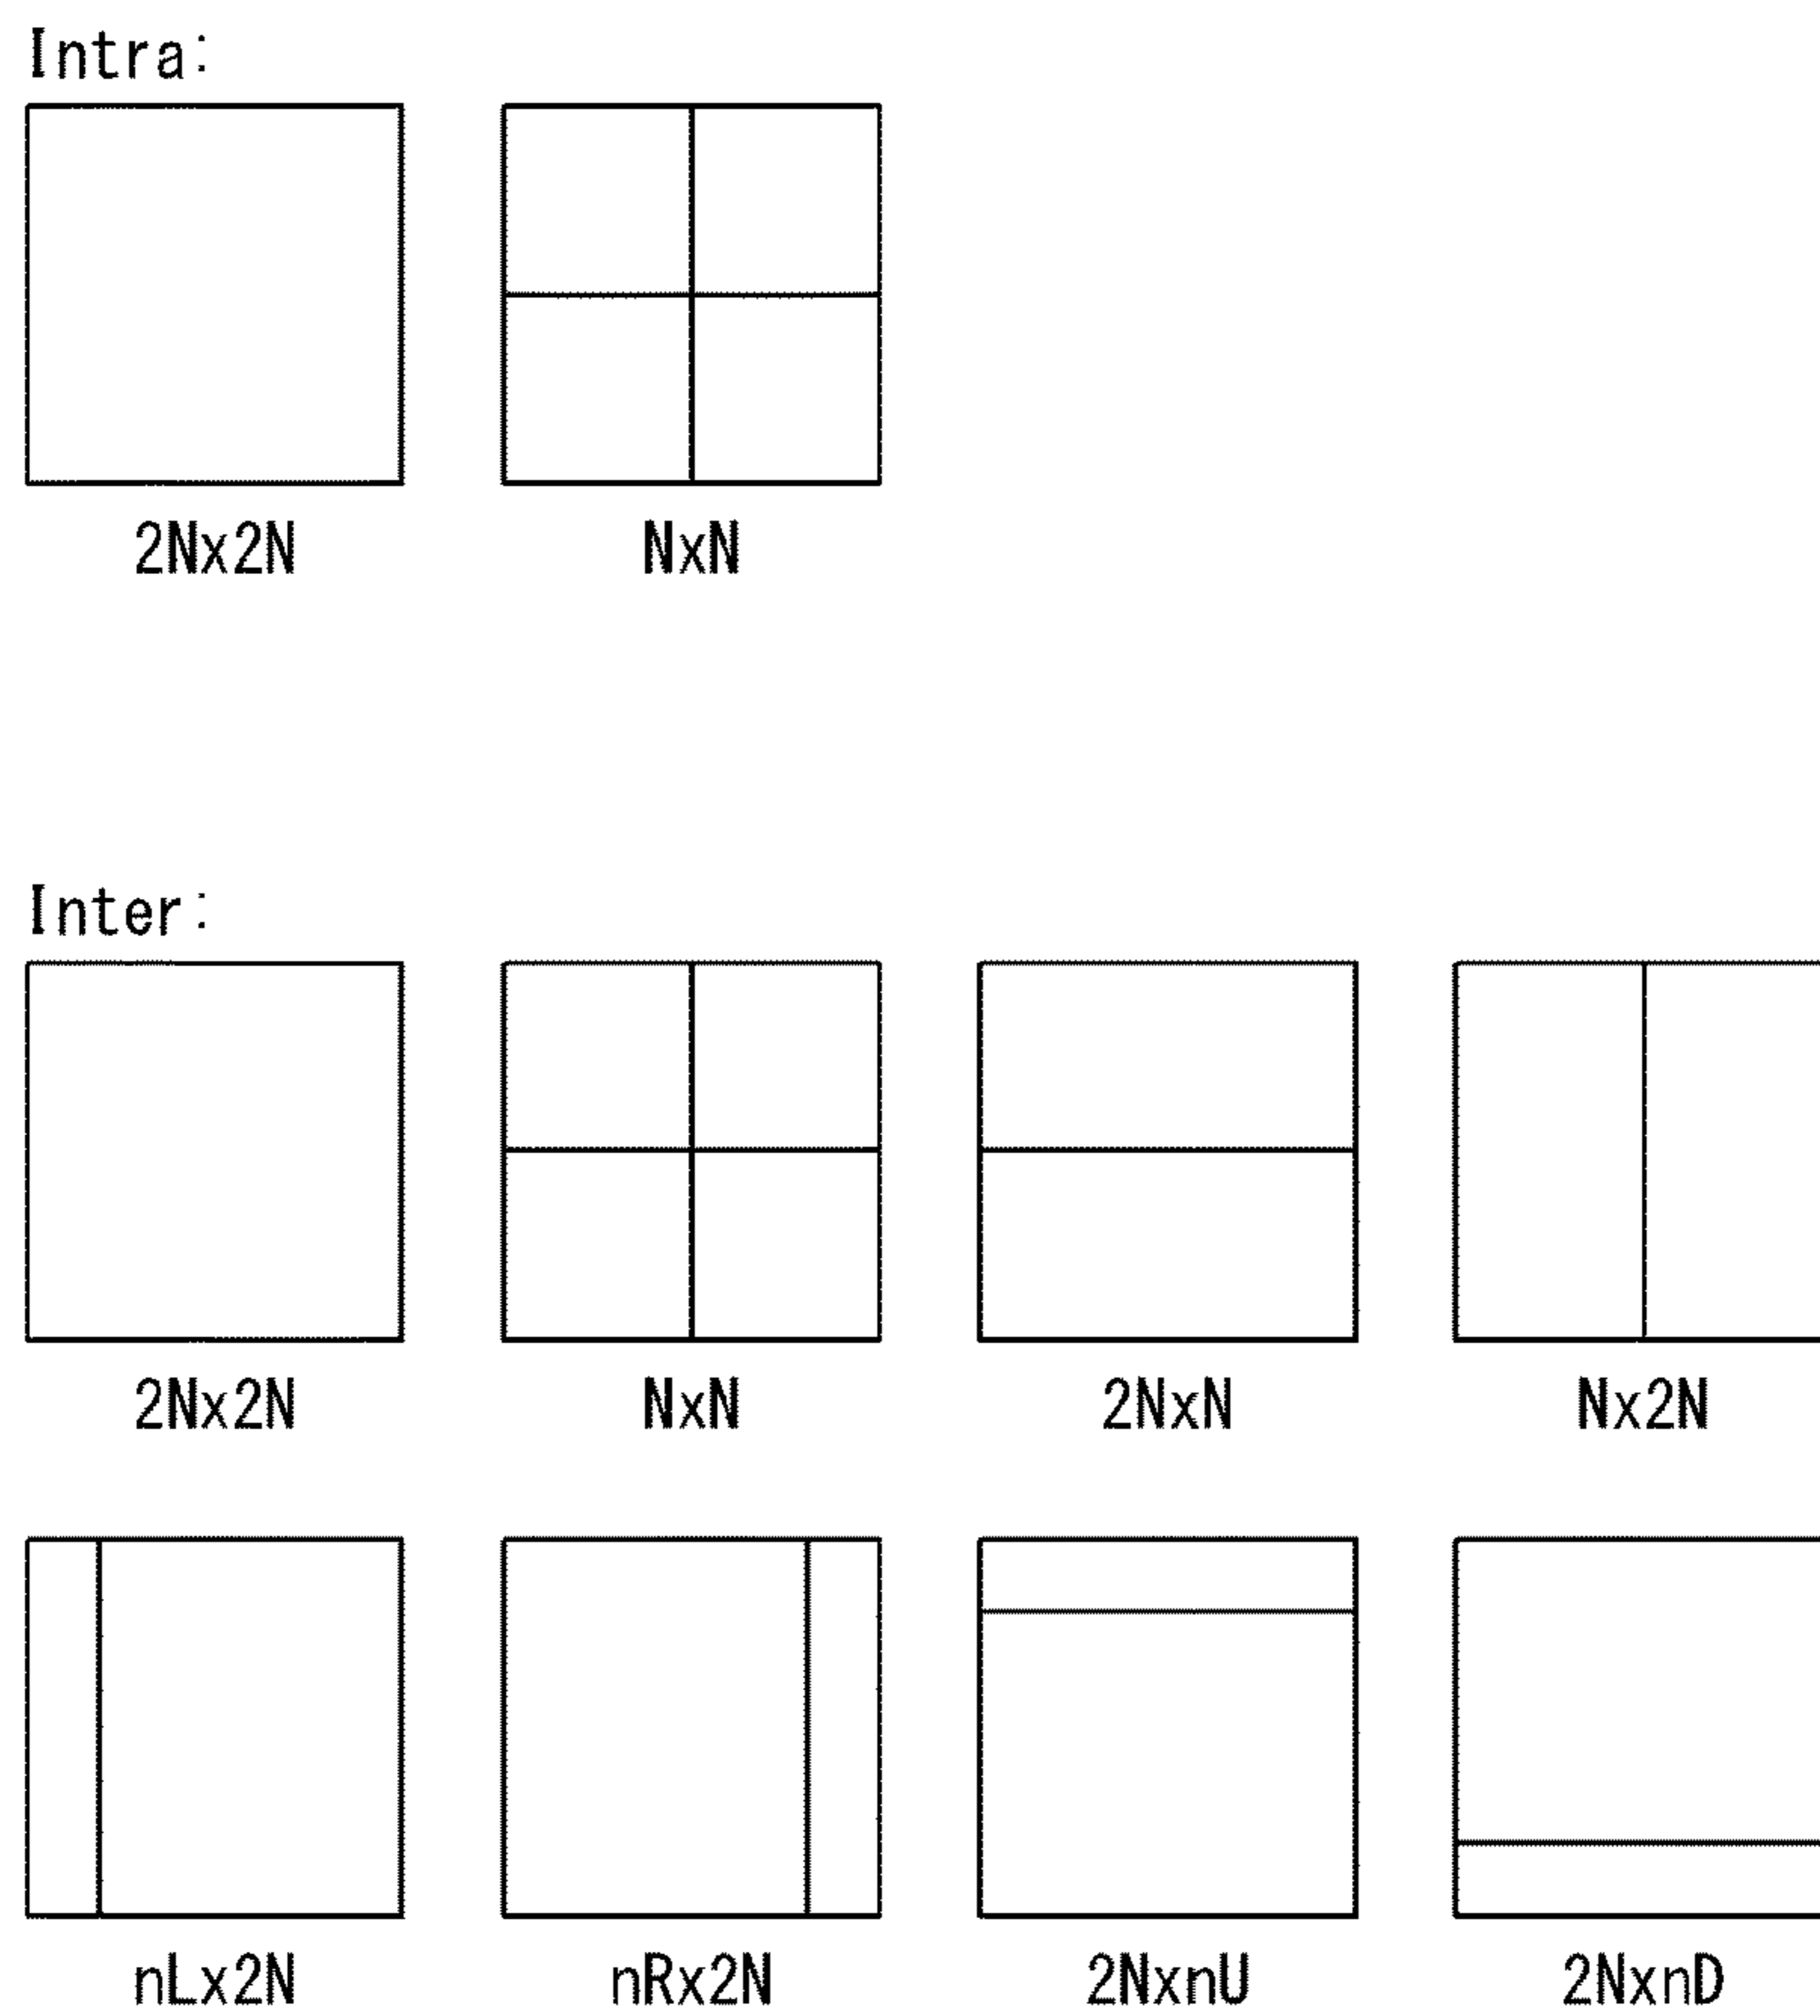 Intra:
2Nx2N NxN
Inter:
2Nx2N NxN 2NxN Nx2N
nLx2N nRx2N 2NxnU 2NxnD